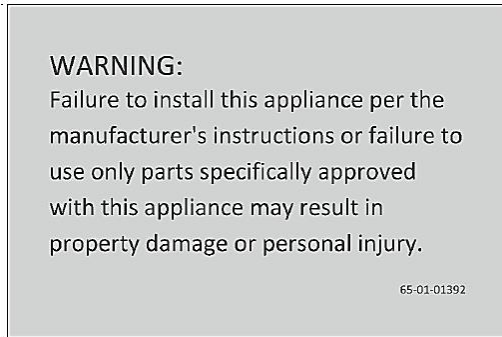 WARNING:
Failure to install this appliance per the
manufacturer's instructions or failure to
use only parts specifically approved
with this appliance may result in
property damage or personal injury.
65-01-01392